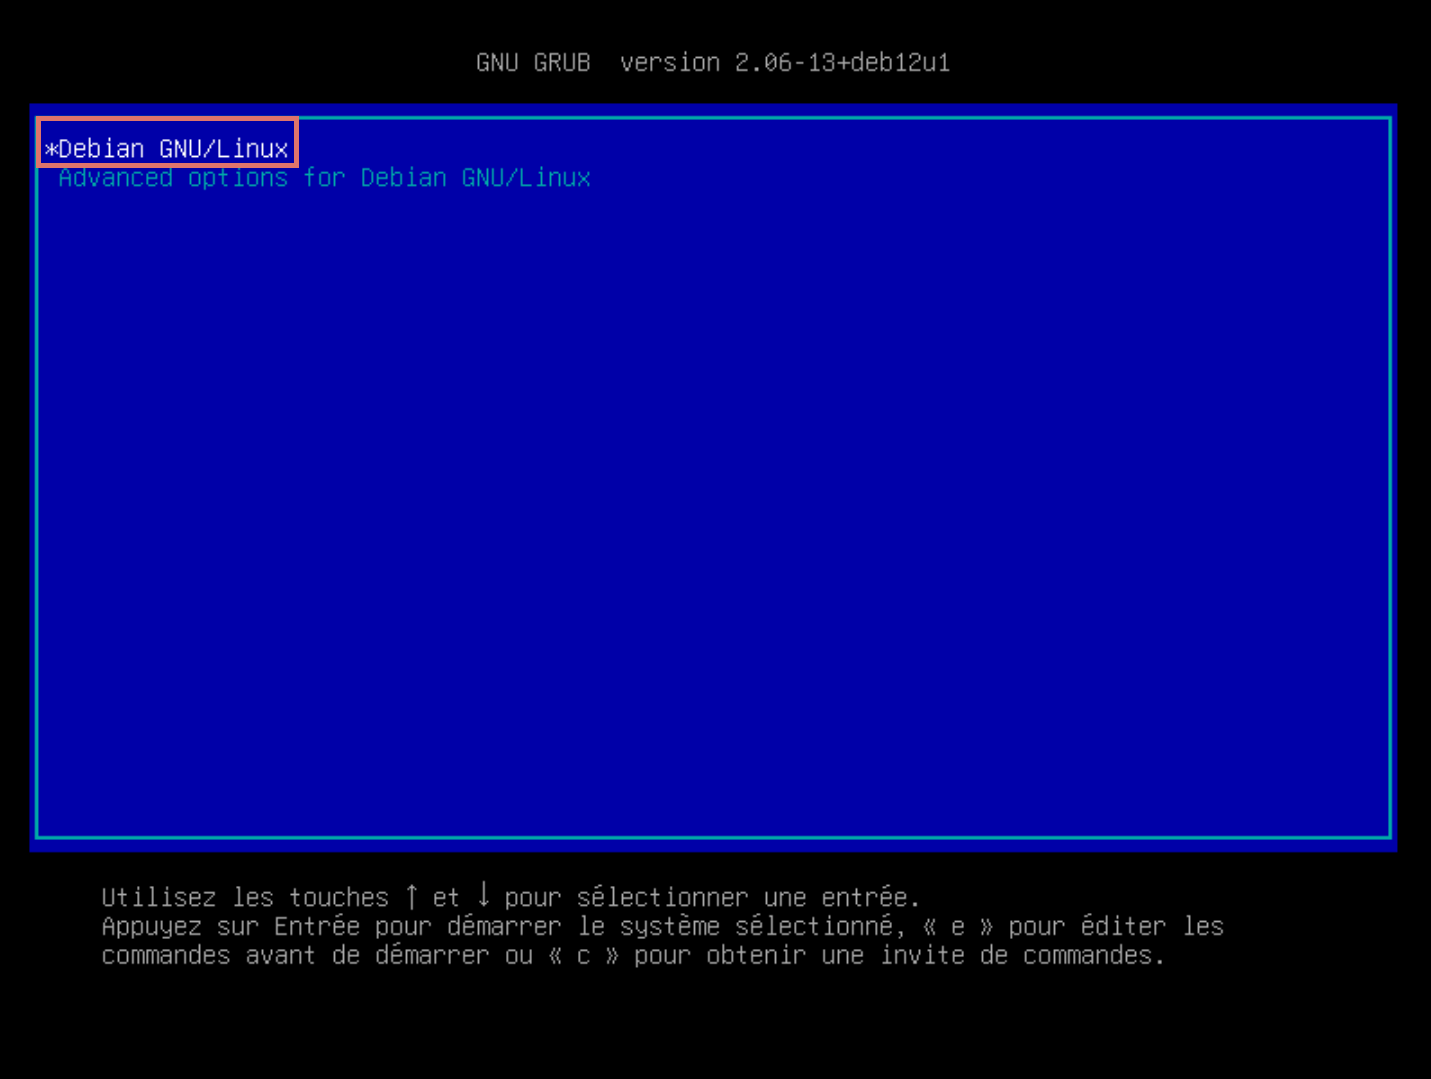 GNU GRUB  version 2.06-13+deb12u1
*Debian GNU/Linux
Advanced options for Debian GNU/Linux
Utilisez les touches ↑ et ↓ pour sélectionner une entrée.
Appuyez sur Entrée pour démarrer le système sélectionné, « e » pour éditer les
commandes avant de démarrer ou « c » pour obtenir une invite de commandes.